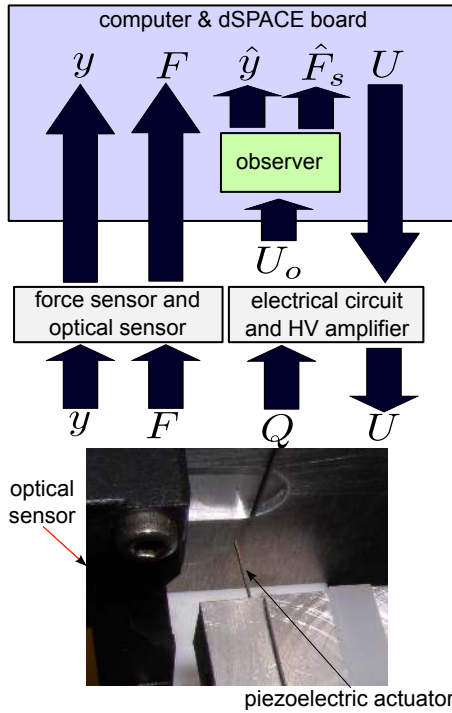 computer & dSPACE board
y F ŷ F̂ₛ U
observer
Uₒ
force sensor and
optical sensor
electrical circuit
and HV amplifier
y F Q U
optical
sensor
piezoelectric actuator